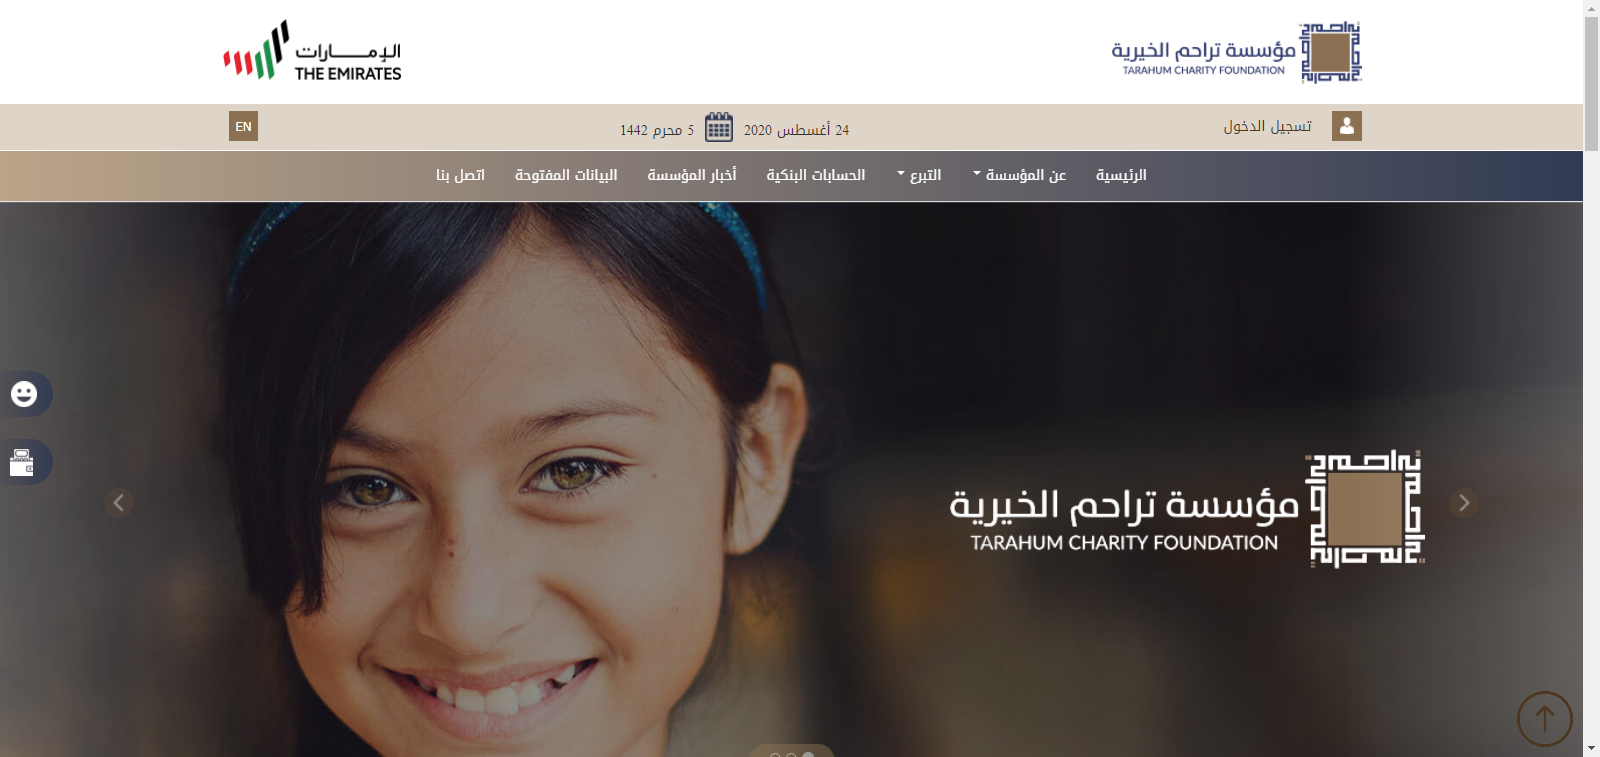 مؤسسة تراحم الخيرية
TARAHUM CHARITY FOUNDATION
الإمارات
THE EMIRATES
تسجيل الدخول
24 أغسطس 2020
5 محرم 1442
EN
الرئيسية
عن المؤسسة
التبرع
الحسابات البنكية
أخبار المؤسسة
البيانات المفتوحة
اتصل بنا
مؤسسة تراحم الخيرية
TARAHUM CHARITY FOUNDATION